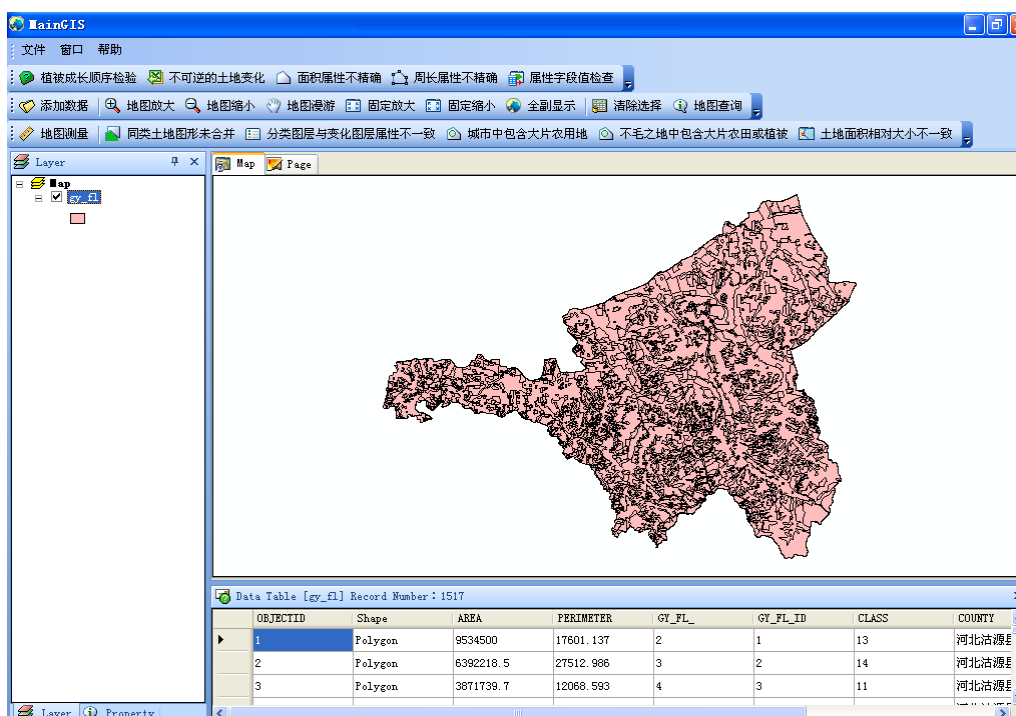 MainGIS
文件 窗口 帮助
植被成长顺序检验 不可逆的土地变化 面积属性不精确 周长属性不精确 属性字段值检查
添加数据 地图放大 地图缩小 地图漫游 固定放大 固定缩小 全副显示 清除选择 地图查询
地图测量 同类土地图形未合并 分类图层与变化图层属性不一致 城市中包含大片农用地 不毛之地中包含大片农田或植被 土地面积相对大小不一致
Layer Map Page
Map
gy_fl
Data Table [gy_fl] Record Number：1517
OBJECTID Shape AREA PERIMETER GY_FL_ GY_FL_ID CLASS COUNTY
1 Polygon 9534500 17601.137 2 1 13 河北沽源县
2 Polygon 6392218.5 27512.986 3 2 14 河北沽源县
3 Polygon 3871739.7 12068.593 4 3 11 河北沽源县
Layer Property